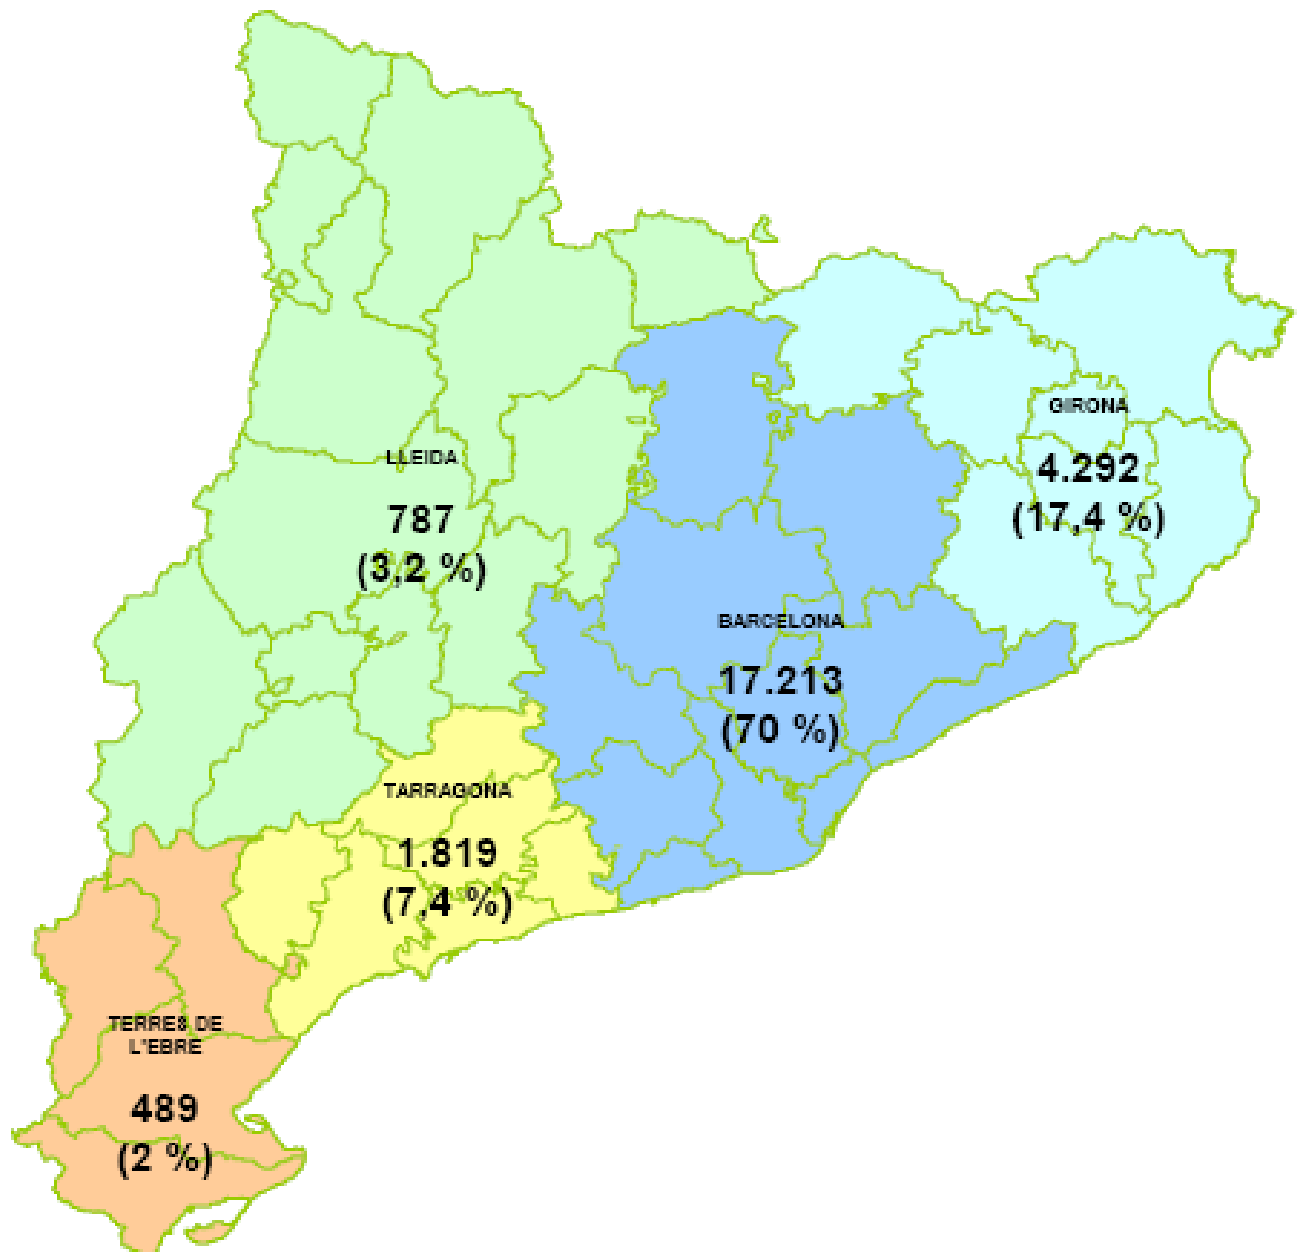 GIRONA
4.292
(17,4 %)
LLEIDA
787
(3,2 %)
BARCELONA
17.213
(70 %)
TARRAGONA
1.819
(7,4 %)
TERRES DE
L'EBRE
489
(2 %)